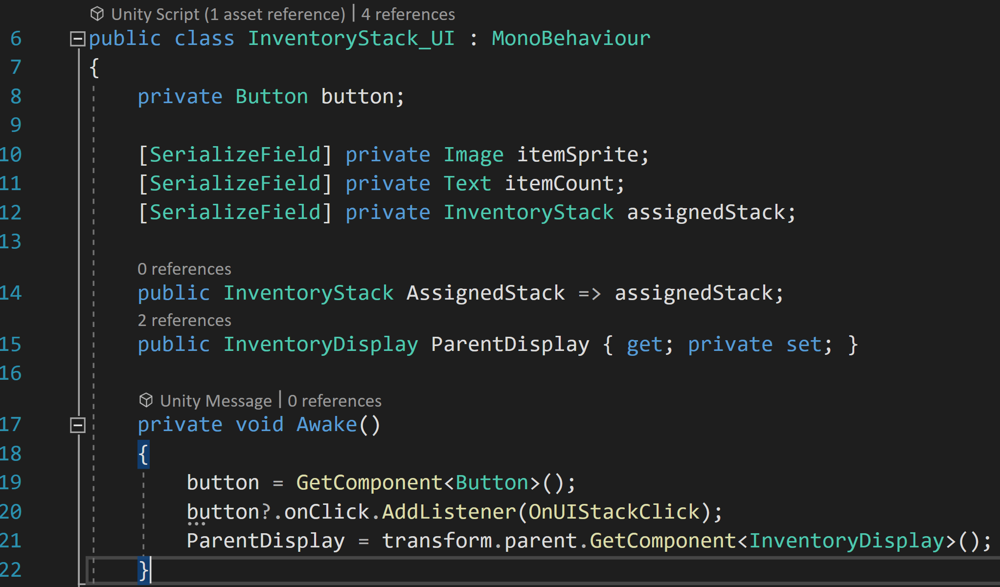 Unity Script (1 asset reference) | 4 references
6 public class InventoryStack_UI : MonoBehaviour
7 {
8 private Button button;
9
10 [SerializeField] private Image itemSprite;
11 [SerializeField] private Text itemCount;
12 [SerializeField] private InventoryStack assignedStack;
13
0 references
14 public InventoryStack AssignedStack => assignedStack;
2 references
15 public InventoryDisplay ParentDisplay { get; private set; }
16
Unity Message | 0 references
17 private void Awake()
18 {
19 button = GetComponent<Button>();
20 button?.onClick.AddListener(OnUIStackClick);
21 ParentDisplay = transform.parent.GetComponent<InventoryDisplay>();
22 }